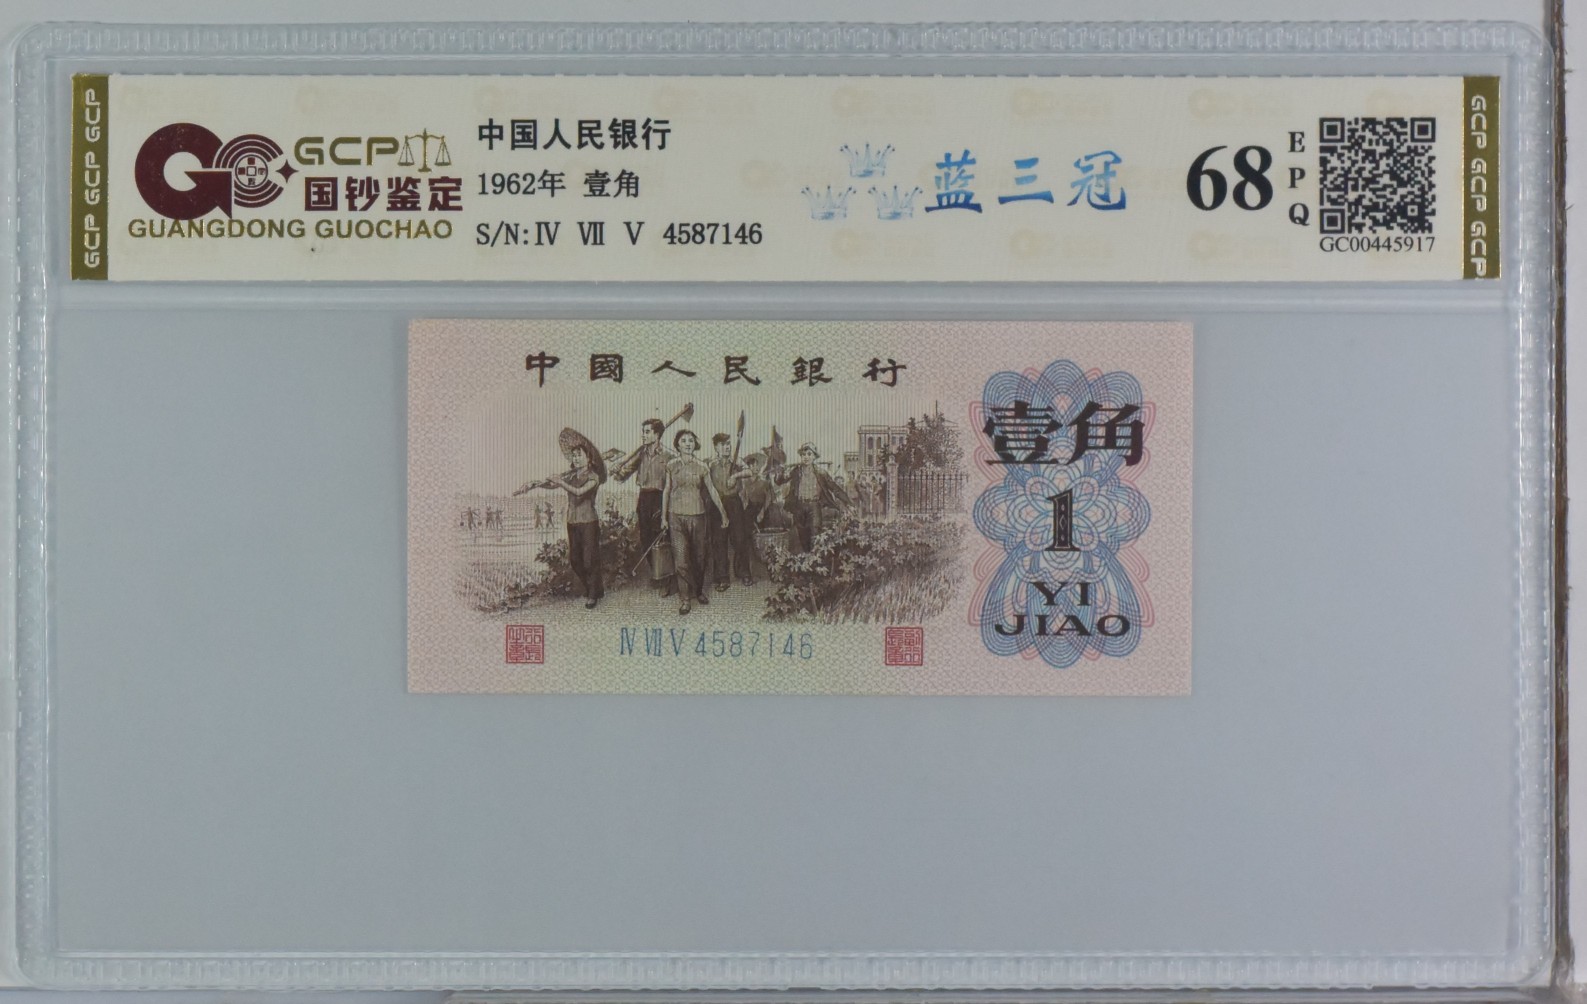 GCP
国钞鉴定
GUANGDONG GUOCHAO
中国人民银行
1962年 壹角
S/N: Ⅳ Ⅶ Ⅴ 4587146
蓝三冠
68
EPQ
GC00445917
GCP GCP GCP
GCP GCP GCP
中國人民銀行
壹角
1
YI
JIAO
Ⅳ Ⅶ Ⅴ 4587146